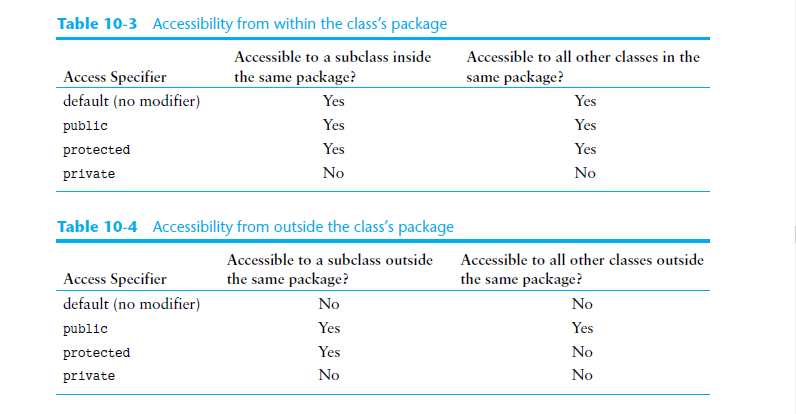 Table 10-3 Accessibility from within the class's package
Accessible to a subclass inside Accessible to all other classes in the
Access Specifier the same package? same package?
default (no modifier) Yes Yes
public Yes Yes
protected Yes Yes
private No No
Table 10-4 Accessibility from outside the class's package
Accessible to a subclass outside Accessible to all other classes outside
Access Specifier the same package? the same package?
default (no modifier) No No
public Yes Yes
protected Yes No
private No No